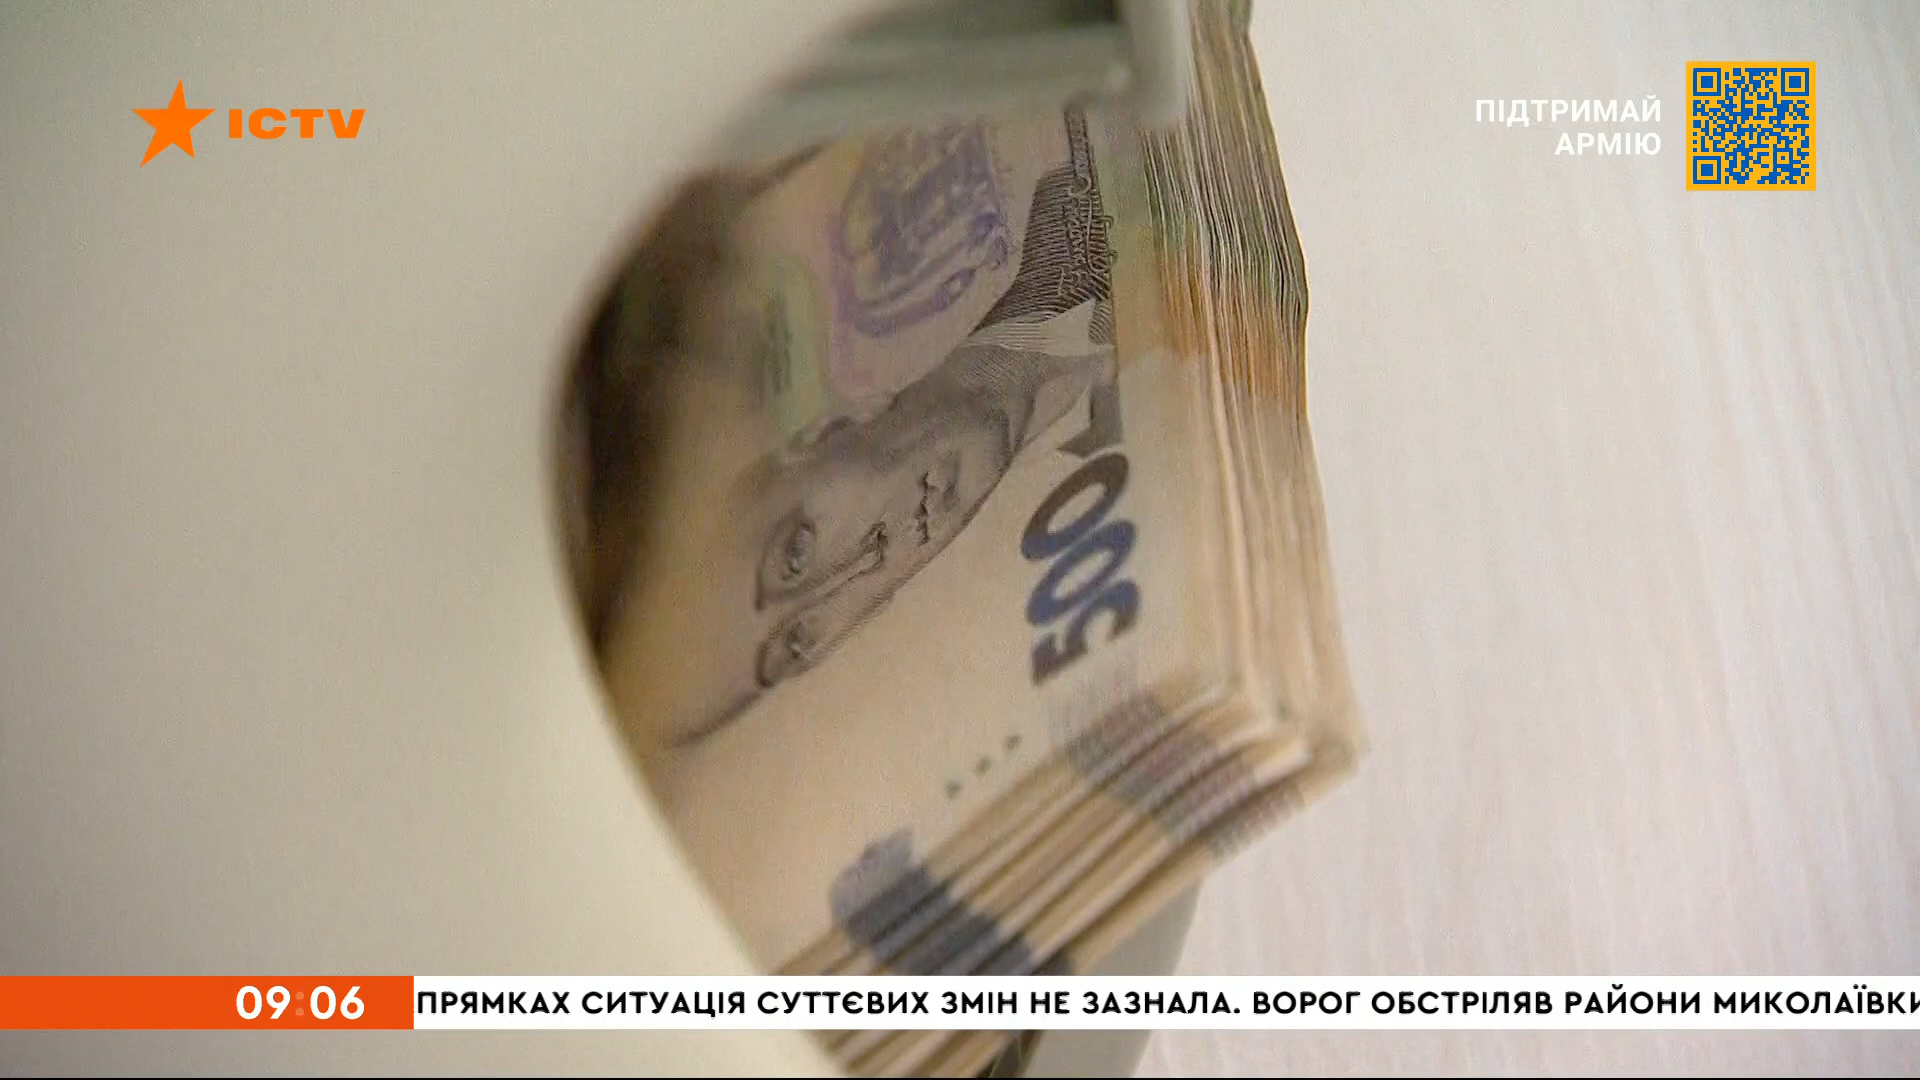 ICTV
ПІДТРИМАЙ
АРМІЮ
500
09:06
ПРЯМКАХ СИТУАЦІЯ СУТТЄВИХ ЗМІН НЕ ЗАЗНАЛА. ВОРОГ ОБСТРІЛЯВ РАЙОНИ МИКОЛАЇВКИ